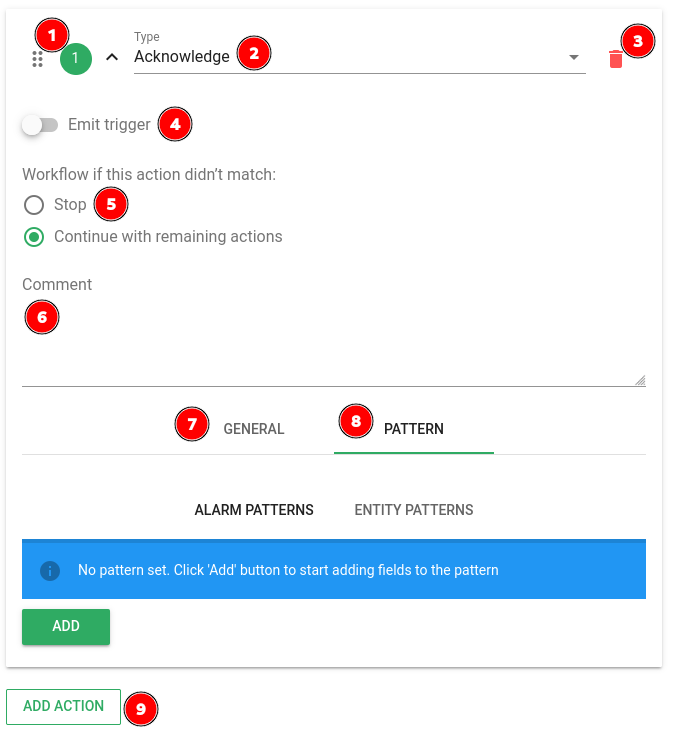 1
1
Type
Acknowledge 2
3
Emit trigger 4
Workflow if this action didn't match:
Stop 5
Continue with remaining actions
Comment
6
7 GENERAL 8 PATTERN
ALARM PATTERNS ENTITY PATTERNS
i No pattern set. Click 'Add' button to start adding fields to the pattern
ADD
ADD ACTION 9